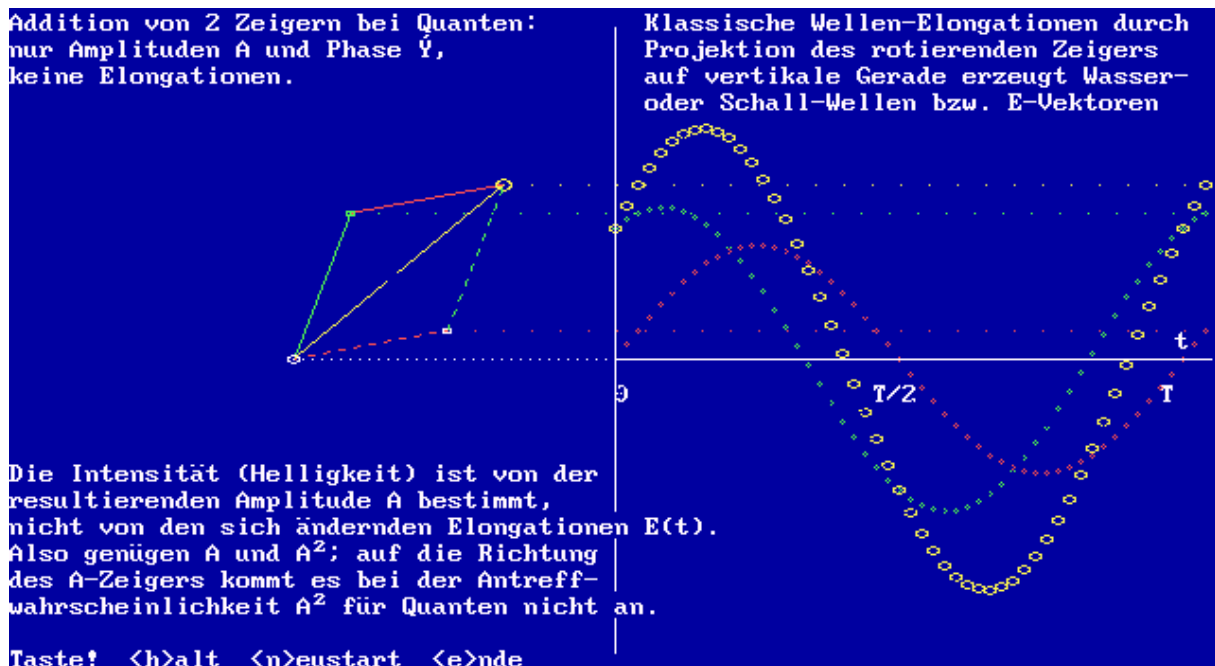 Addition von 2 Zeigern bei Quanten:
nur Amplituden A und Phase Ý,
keine Elongationen.
Klassische Wellen-Elongationen durch
Projektion des rotierenden Zeigers
auf vertikale Gerade erzeugt Wasser-
oder Schall-Wellen bzw. E-Vektoren
t
0
T/2
T
Die Intensität (Helligkeit) ist von der
resultierenden Amplitude A bestimmt,
nicht von den sich ändernden Elongationen E(t).
Also genügen A und A²; auf die Richtung
des A-Zeigers kommt es bei der Antreff-
wahrscheinlichkeit A² für Quanten nicht an.
Taste! <h>alt <n>eustart <e>nde